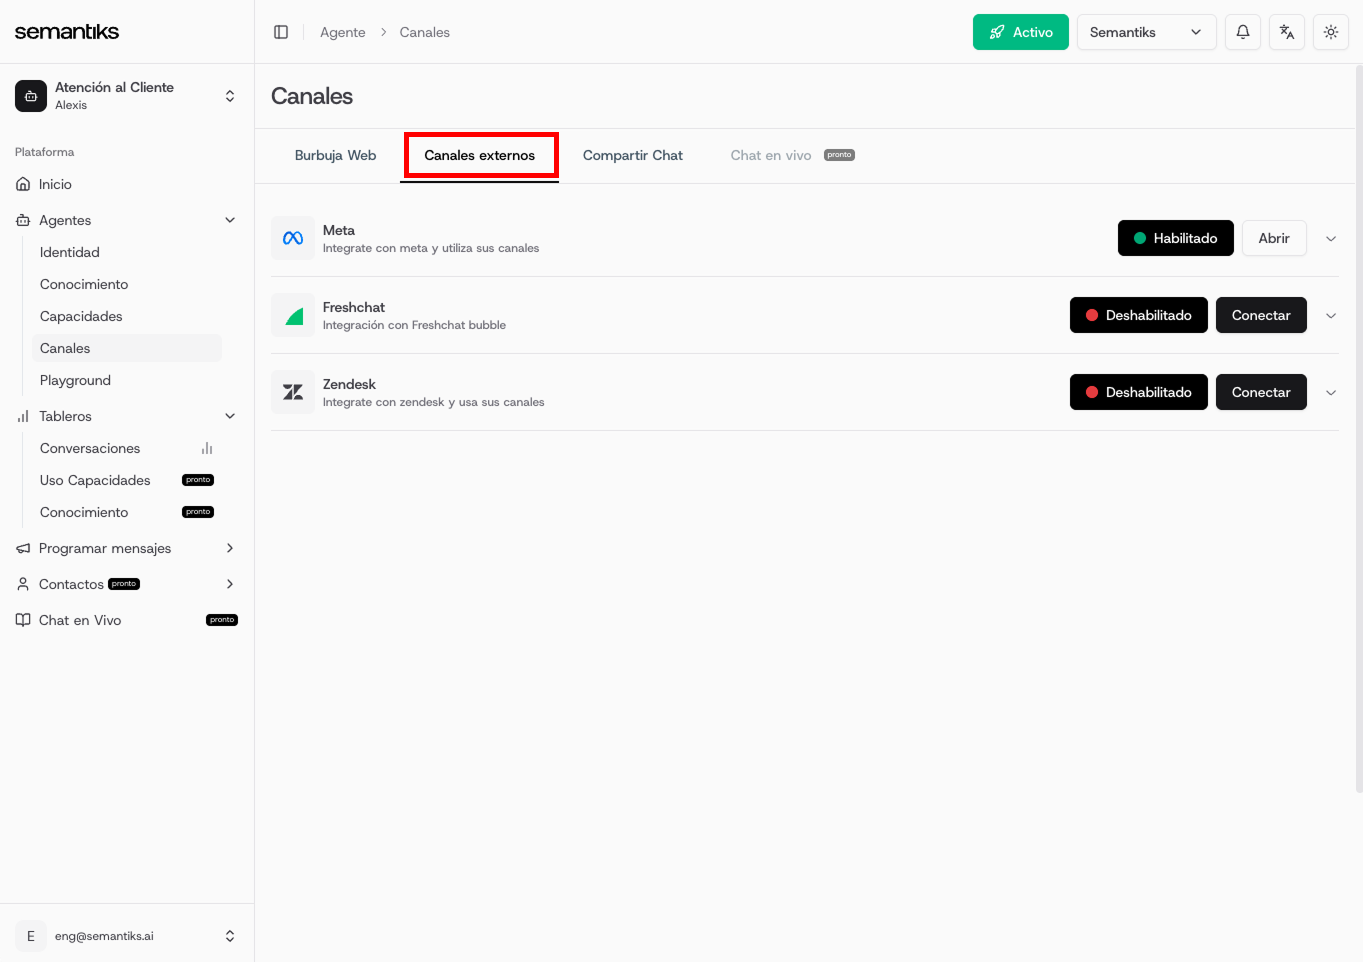 semantiks
Agente
Canales
Activo
Semantiks
Atención al Cliente
Alexis
Plataforma
Inicio
Agentes
Identidad
Conocimiento
Capacidades
Canales
Playground
Tableros
Conversaciones
Uso Capacidades pronto
Conocimiento pronto
Programar mensajes
Contactos pronto
Chat en Vivo pronto
E eng@semantiks.ai
Canales
Burbuja Web
Canales externos
Compartir Chat
Chat en vivo pronto
Meta
Integrate con meta y utiliza sus canales
Habilitado
Abrir
Freshchat
Integración con Freshchat bubble
Deshabilitado
Conectar
Zendesk
Integrate con zendesk y usa sus canales
Deshabilitado
Conectar